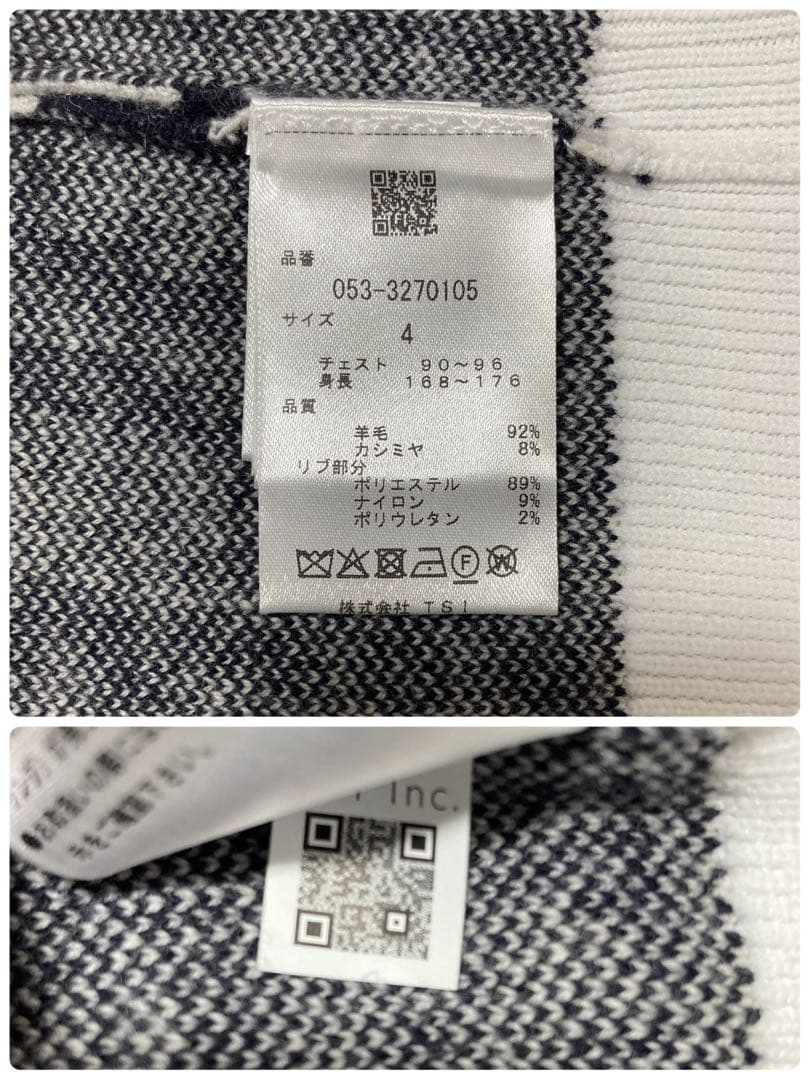 品番
053-3270105
サイズ
4
チェスト 90～96
身長 168～176
品質
羊毛 92%
カシミヤ 8%
リブ部分
ポリエステル 89%
ナイロン 9%
ポリウレタン 2%
F W
株式会社 TSI
Inc.